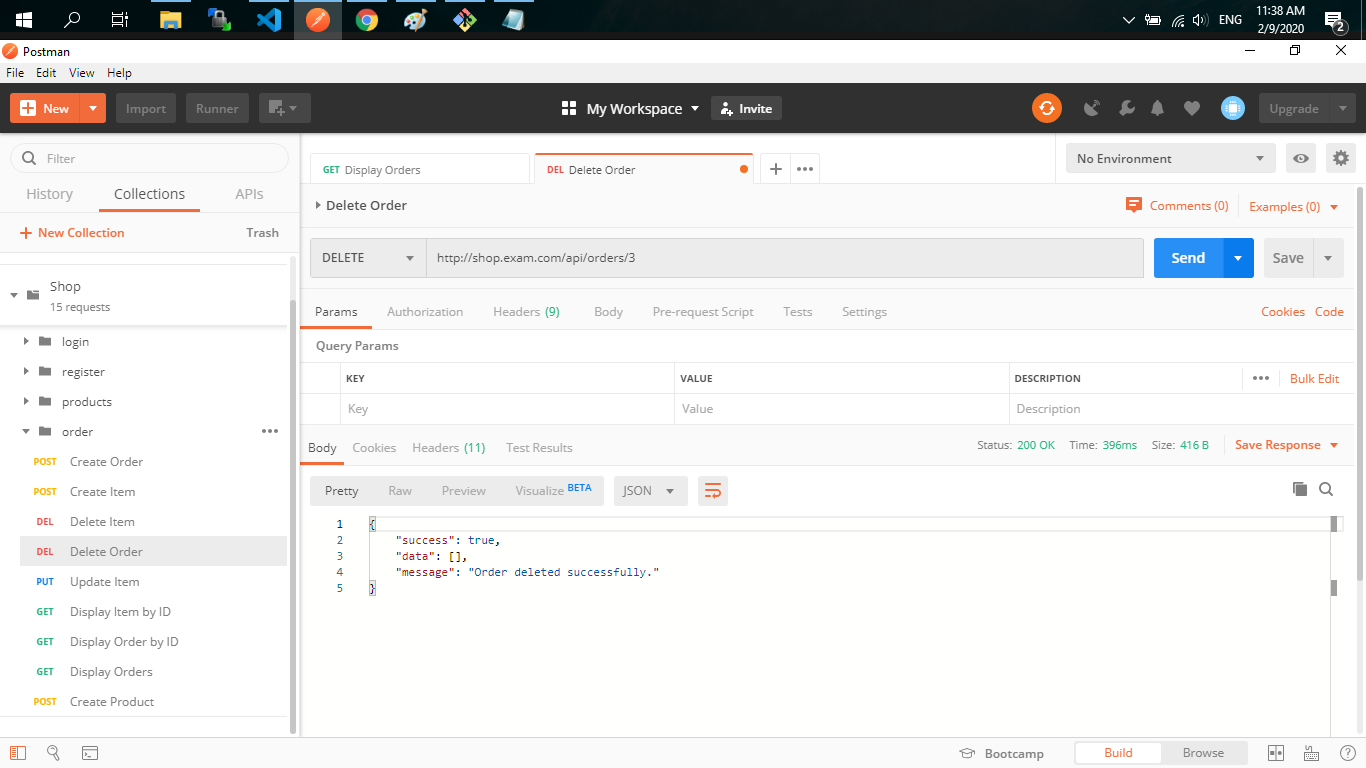 ENG
11:38 AM
2/9/2020
2
Postman
File Edit View Help
New Import Runner My Workspace Invite Upgrade
Filter
History Collections APIs
New Collection Trash
Shop
15 requests
login
register
products
order
POST Create Order
POST Create Item
DEL Delete Item
DEL Delete Order
PUT Update Item
GET Display Item by ID
GET Display Order by ID
GET Display Orders
POST Create Product
GET Display Orders DEL Delete Order No Environment
Delete Order Comments (0) Examples (0)
DELETE http://shop.exam.com/api/orders/3 Send Save
Params Authorization Headers (9) Body Pre-request Script Tests Settings Cookies Code
Query Params
KEY VALUE DESCRIPTION Bulk Edit
Key Value Description
Body Cookies Headers (11) Test Results Status: 200 OK Time: 396ms Size: 416 B Save Response
Pretty Raw Preview Visualize BETA JSON
1 {
2 "success": true,
3 "data": [],
4 "message": "Order deleted successfully."
5 }
Bootcamp Build Browse